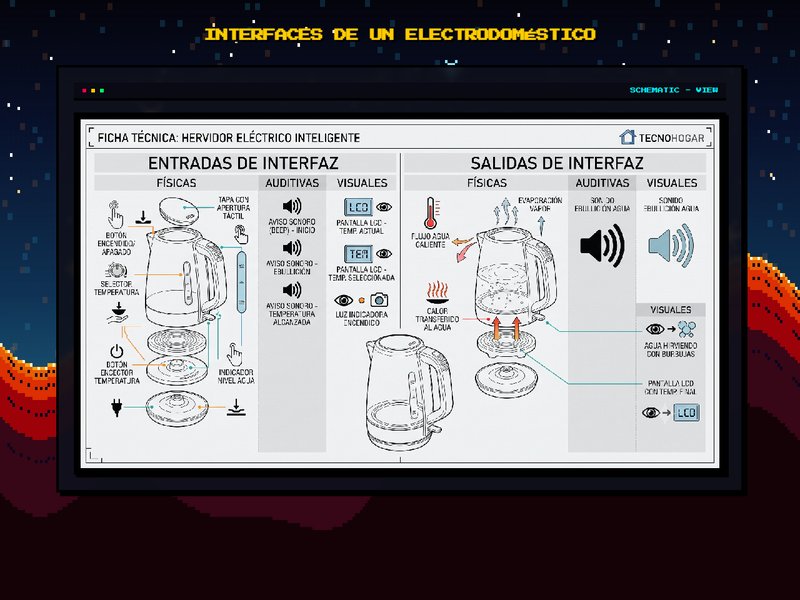 INTERFACES DE UN ELECTRODOMéSTICO
SCHEMATIC - VIEW
FICHA TÉCNICA: HERVIDOR ELÉCTRICO INTELIGENTE
TECNOHOGAR
ENTRADAS DE INTERFAZ
FÍSICAS
AUDITIVAS
VISUALES
TAPA CON
APERTURA
TACTIL
BOTÓN
ENCENDIDO/
APAGADO
SELECTOR
TEMPERATURA
BOTÓN
ENCECTOR
TEMPERATURA
INDICADOR
NIVEL AGUA
AVISO SONORO
(BEEP) - INICIO
AVISO SONORO -
EBULLICIÓN
AVISO SONORO -
TEMPERATURA
ALCANZADA
LCD
PANTALLA LCD -
TEMP. ACTUAL
TEM
PANTALLA LCD -
TEMP. SELECCIONADA
LUZ INDICADORA
ENCENDIDO
SALIDAS DE INTERFAZ
FÍSICAS
AUDITIVAS
VISUALES
EVAPORACIÓN
VAPOR
FLUJO AGUA
CALIENTE
CALOR
TRANSFERIDO
AL AGUA
SONIDO
EBULLICIÓN AGUA
SONIDO
EBULLICIÓN AGUA
VISUALES
AGUA HIRVIENDO
CON BURBUJAS
PANTALLA LCD
CON TEMP. FINAL
LCD